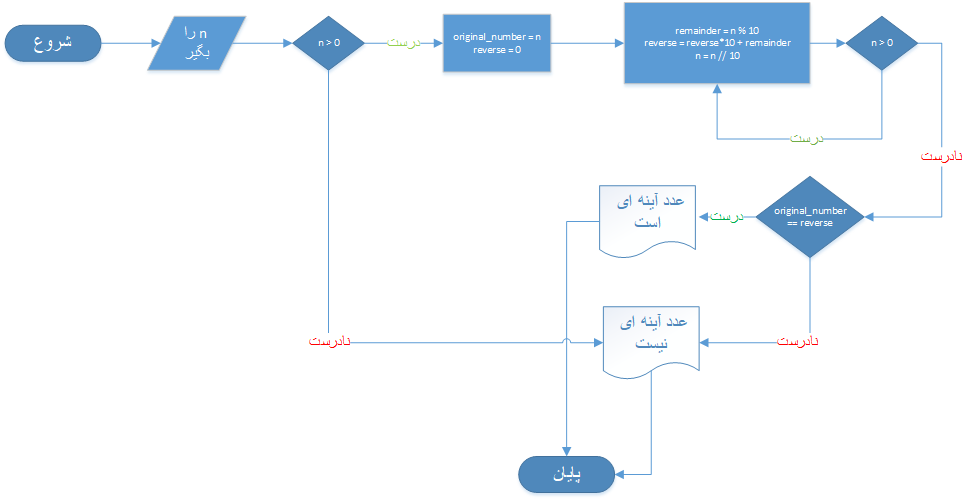 شروع
n را
بگیر
n > 0
درست
original_number = n
reverse = 0
remainder = n % 10
reverse = reverse*10 + remainder
n = n // 10
n > 0
درست
نادرست
original_number
== reverse
درست
عدد آینه ای
است
نادرست
عدد آینه ای
نیست
نادرست
پایان